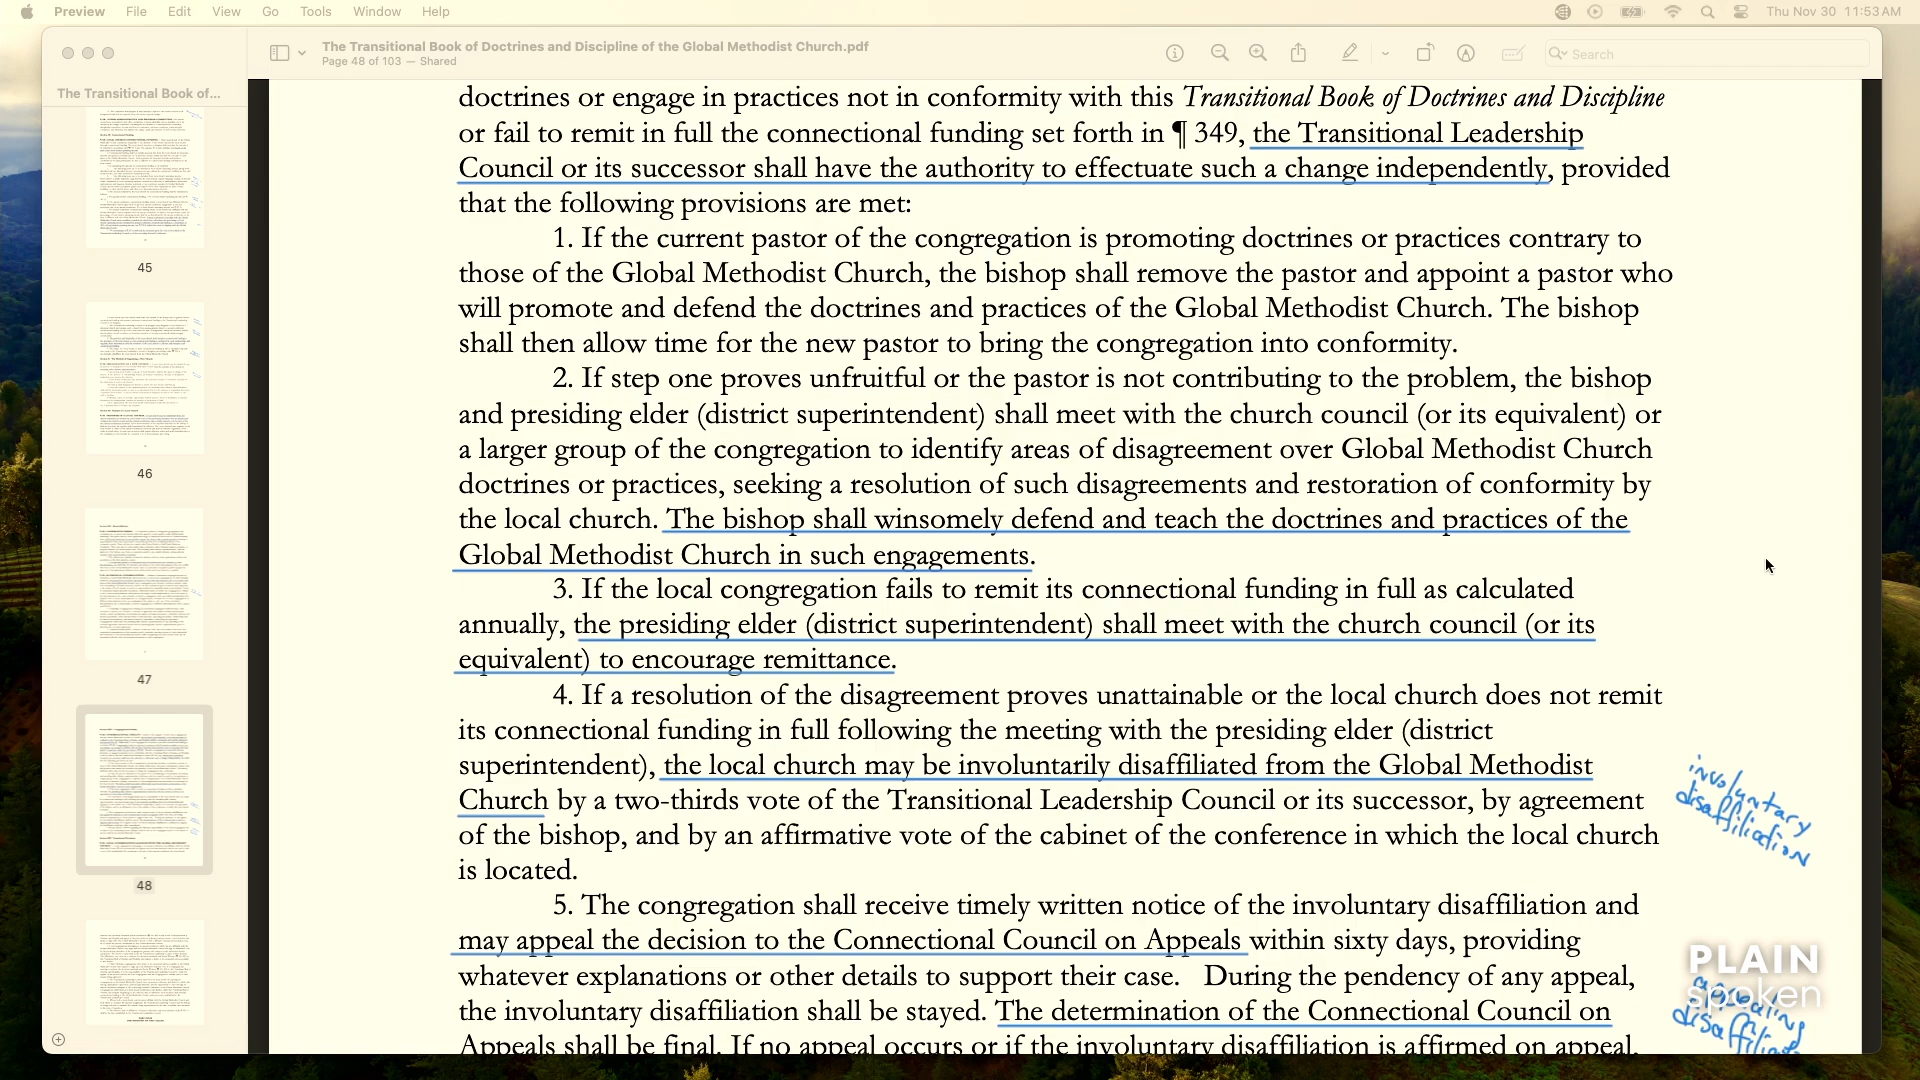 Preview File Edit View Go Tools Window Help
Thu Nov 30 11:53 AM
The Transitional Book of Doctrines and Discipline of the Global Methodist Church.pdf
Page 48 of 103 — Shared
Search
The Transitional Book of...
45
46
47
48
doctrines or engage in practices not in conformity with this Transitional Book of Doctrines and Discipline
or fail to remit in full the connectional funding set forth in ¶ 349, the Transitional Leadership
Council or its successor shall have the authority to effectuate such a change independently, provided
that the following provisions are met:
1. If the current pastor of the congregation is promoting doctrines or practices contrary to
those of the Global Methodist Church, the bishop shall remove the pastor and appoint a pastor who
will promote and defend the doctrines and practices of the Global Methodist Church. The bishop
shall then allow time for the new pastor to bring the congregation into conformity.
2. If step one proves unfruitful or the pastor is not contributing to the problem, the bishop
and presiding elder (district superintendent) shall meet with the church council (or its equivalent) or
a larger group of the congregation to identify areas of disagreement over Global Methodist Church
doctrines or practices, seeking a resolution of such disagreements and restoration of conformity by
the local church. The bishop shall winsomely defend and teach the doctrines and practices of the
Global Methodist Church in such engagements.
3. If the local congregation fails to remit its connectional funding in full as calculated
annually, the presiding elder (district superintendent) shall meet with the church council (or its
equivalent) to encourage remittance.
4. If a resolution of the disagreement proves unattainable or the local church does not remit
its connectional funding in full following the meeting with the presiding elder (district
superintendent), the local church may be involuntarily disaffiliated from the Global Methodist
Church by a two-thirds vote of the Transitional Leadership Council or its successor, by agreement
of the bishop, and by an affirmative vote of the cabinet of the conference in which the local church
is located.
5. The congregation shall receive timely written notice of the involuntary disaffiliation and
may appeal the decision to the Connectional Council on Appeals within sixty days, providing
whatever explanations or other details to support their case. During the pendency of any appeal,
the involuntary disaffiliation shall be stayed. The determination of the Connectional Council on
Appeals shall be final. If no appeal occurs or if the involuntary disaffiliation is affirmed on appeal,
involuntary
disaffiliation
PLAIN
spoken
appealing